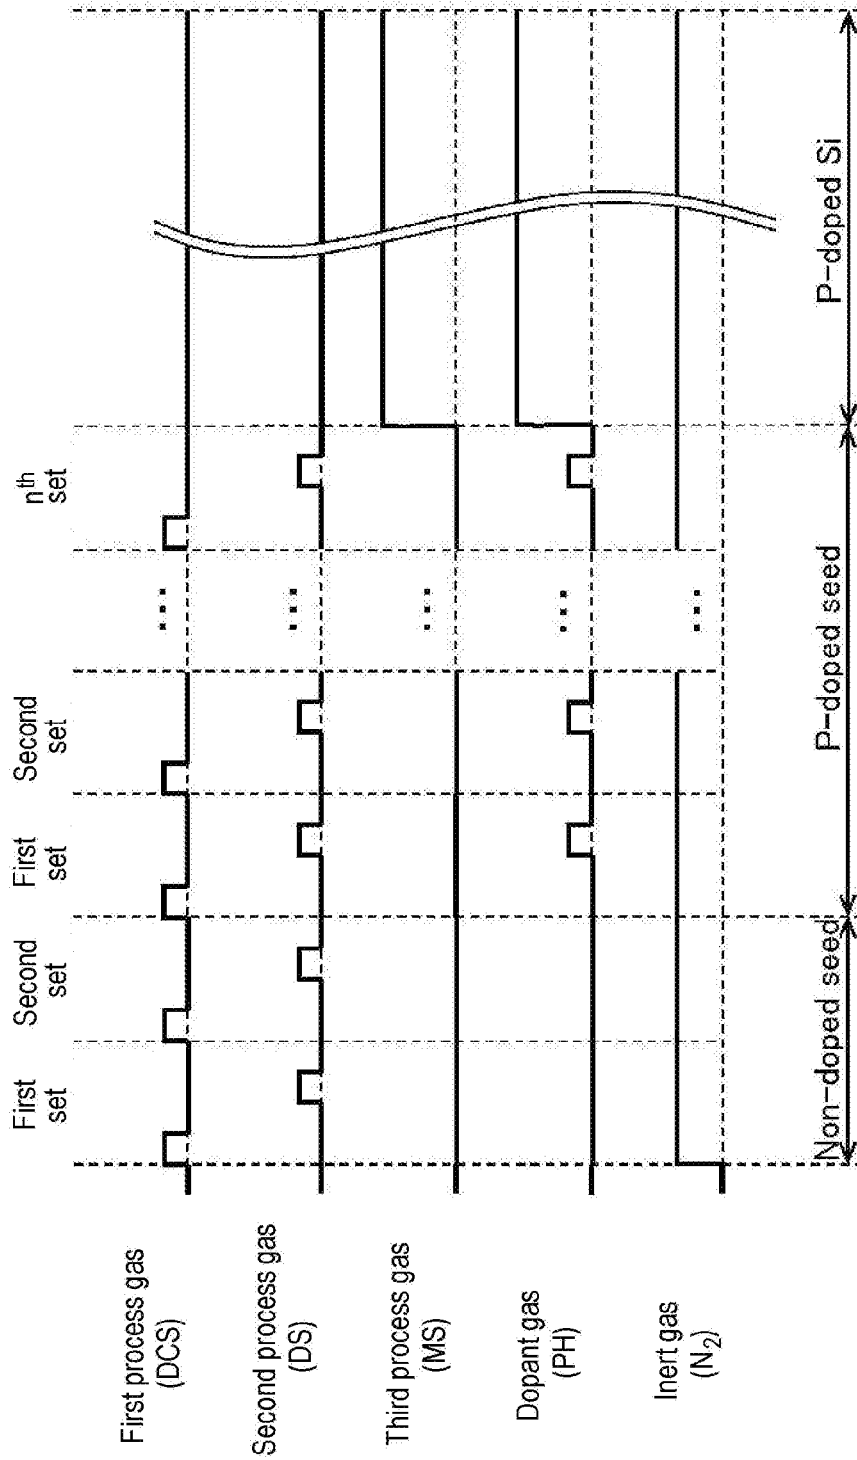 First
set
Second
set
First
set
Second
set
nth
set
First process gas
(DCS)
Second process gas
(DS)
Third process gas
(MS)
Dopant gas
(PH)
Inert gas
(N2)
Non-doped seed
P-doped seed
P-doped Si